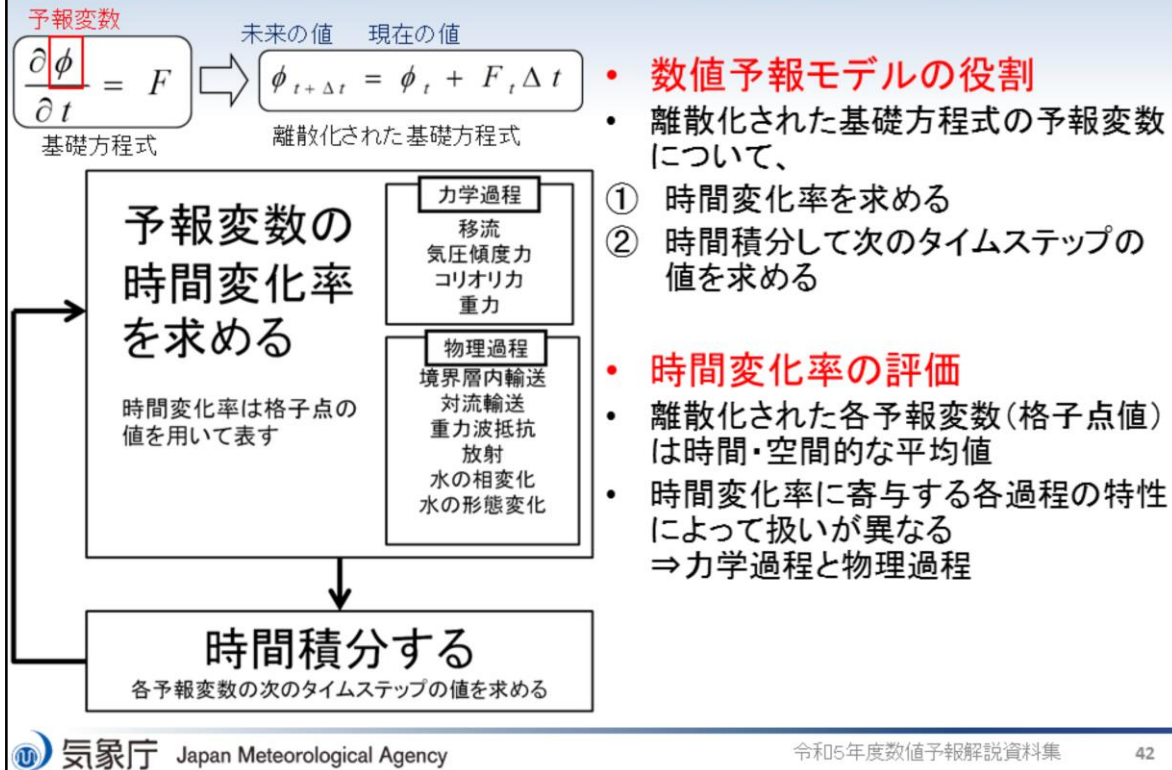 予報変数
∂ϕ/∂t = F
基礎方程式
未来の値 現在の値
ϕ t+Δt = ϕ t + F t Δt
離散化された基礎方程式
予報変数の
時間変化率
を求める
時間変化率は格子点の
値を用いて表す
力学過程
移流
気圧傾度力
コリオリ力
重力
物理過程
境界層内輸送
対流輸送
重力波抵抗
放射
水の相変化
水の形態変化
時間積分する
各予報変数の次のタイムステップの値を求める
• 数値予報モデルの役割
• 離散化された基礎方程式の予報変数
について、
① 時間変化率を求める
② 時間積分して次のタイムステップの
値を求める
• 時間変化率の評価
• 離散化された各予報変数(格子点値)
は時間・空間的な平均値
• 時間変化率に寄与する各過程の特性
によって扱いが異なる
⇒力学過程と物理過程
気象庁 Japan Meteorological Agency
令和5年度数値予報解説資料集
42